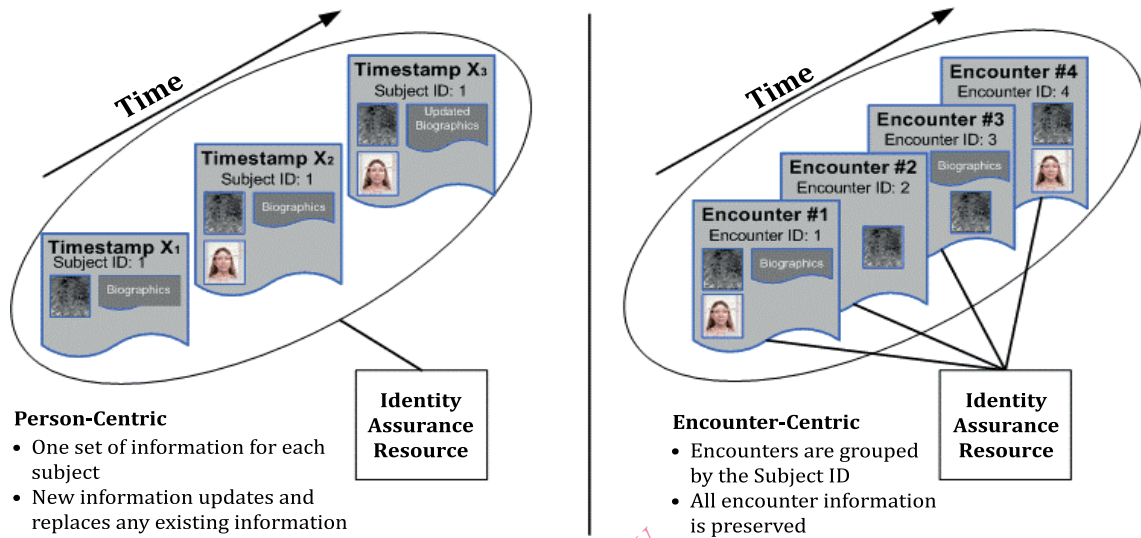 Time
Timestamp X3
Subject ID: 1
Updated
Biographics
Timestamp X2
Subject ID: 1
Biographics
Timestamp X1
Subject ID: 1
Biographics
Identity
Assurance
Resource
Person-Centric
• One set of information for each
subject
• New information updates and
replaces any existing information
Time
Encounter #4
Encounter ID: 4
Encounter #3
Encounter ID: 3
Biographics
Encounter #2
Encounter ID: 2
Encounter #1
Encounter ID: 1
Biographics
Identity
Assurance
Resource
Encounter-Centric
• Encounters are grouped
by the Subject ID
• All encounter information
is preserved